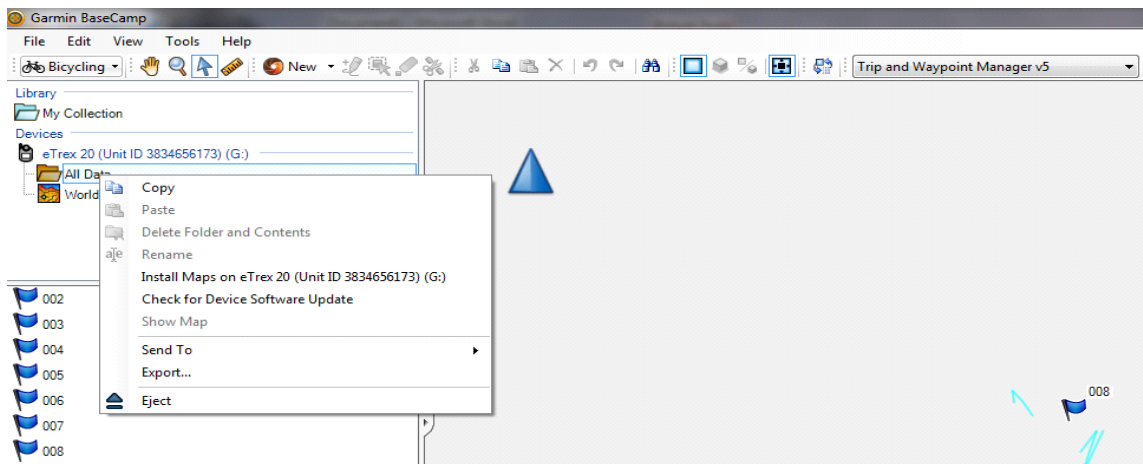 Garmin BaseCamp
File Edit View Tools Help
Bicycling New Trip and Waypoint Manager v5
Library
My Collection
Devices
eTrex 20 (Unit ID 3834656173) (G:)
All Data
World
Copy
Paste
Delete Folder and Contents
Rename
Install Maps on eTrex 20 (Unit ID 3834656173) (G:)
Check for Device Software Update
Show Map
Send To
Export...
Eject
002
003
004
005
006
007
008
008